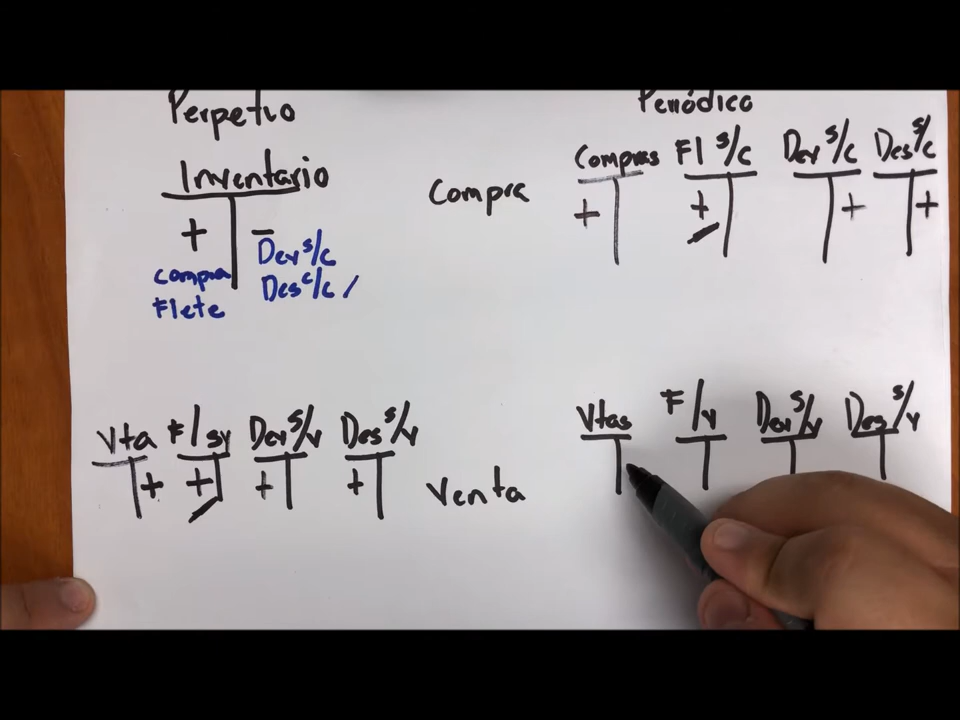 Perpetuo
Inventario
+ -
compra Dev s/c
Flete Des c/c /
Compra
Periódico
Compras Fl s/c Dev s/c Des s/c
+ + + +
Vta F/sv Dev s/v Des s/v
+ + + +
Venta
Vtas F/v Dev s/v Des s/v